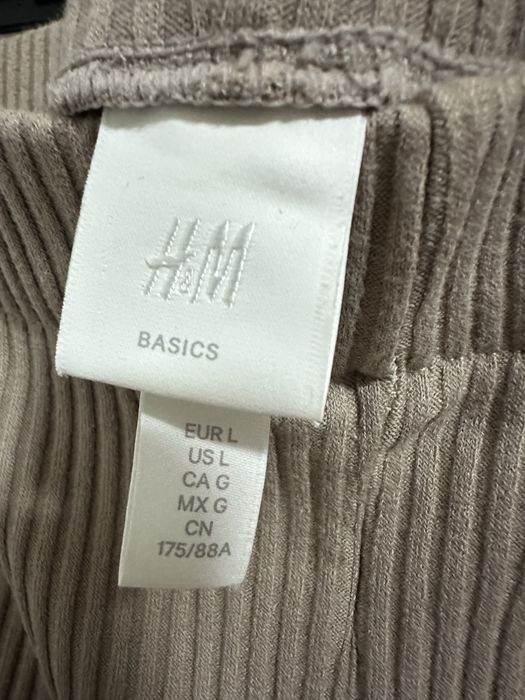 H&M
BASICS
EUR L
US L
CA G
MX G
CN
175/88A